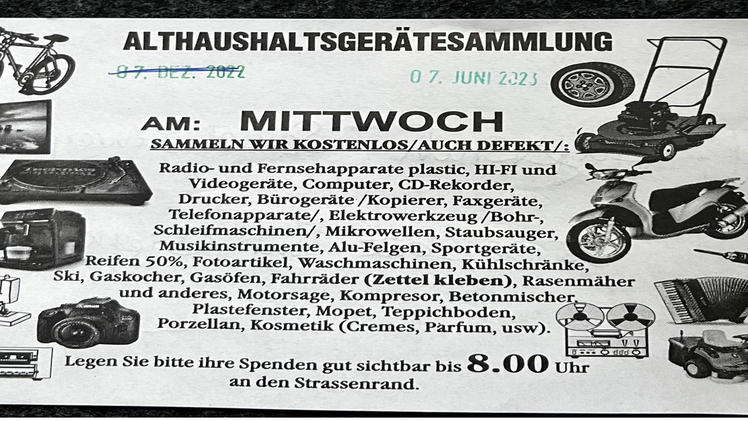 ALTHAUSHALTSGERÄTESAMMLUNG
07. DEZ. 2022 07. JUNI 2023
AM: MITTWOCH
SAMMELN WIR KOSTENLOS/AUCH DEFEKT/:
Radio- und Fernsehapparate plastic, HI-FI und
Videogeräte, Computer, CD-Rekorder,
Drucker, Bürogeräte /Kopierer, Faxgeräte,
Telefonapparate/, Elektrowerkzeug /Bohr-,
Schleifmaschinen/, Mikrowellen, Staubsauger,
Musikinstrumente, Alu-Felgen, Sportgeräte,
Reifen 50%, Fotoartikel, Waschmaschinen, Kühlschränke,
Ski, Gaskocher, Gasöfen, Fahrräder (Zettel kleben), Rasenmäher
und anderes, Motorsage, Kompresor, Betonmischer,
Plastefenster, Mopet, Teppichboden,
Porzellan, Kosmetik (Cremes, Parfum, usw).
Legen Sie bitte ihre Spenden gut sichtbar bis 8.00 Uhr
an den Strassenrand.